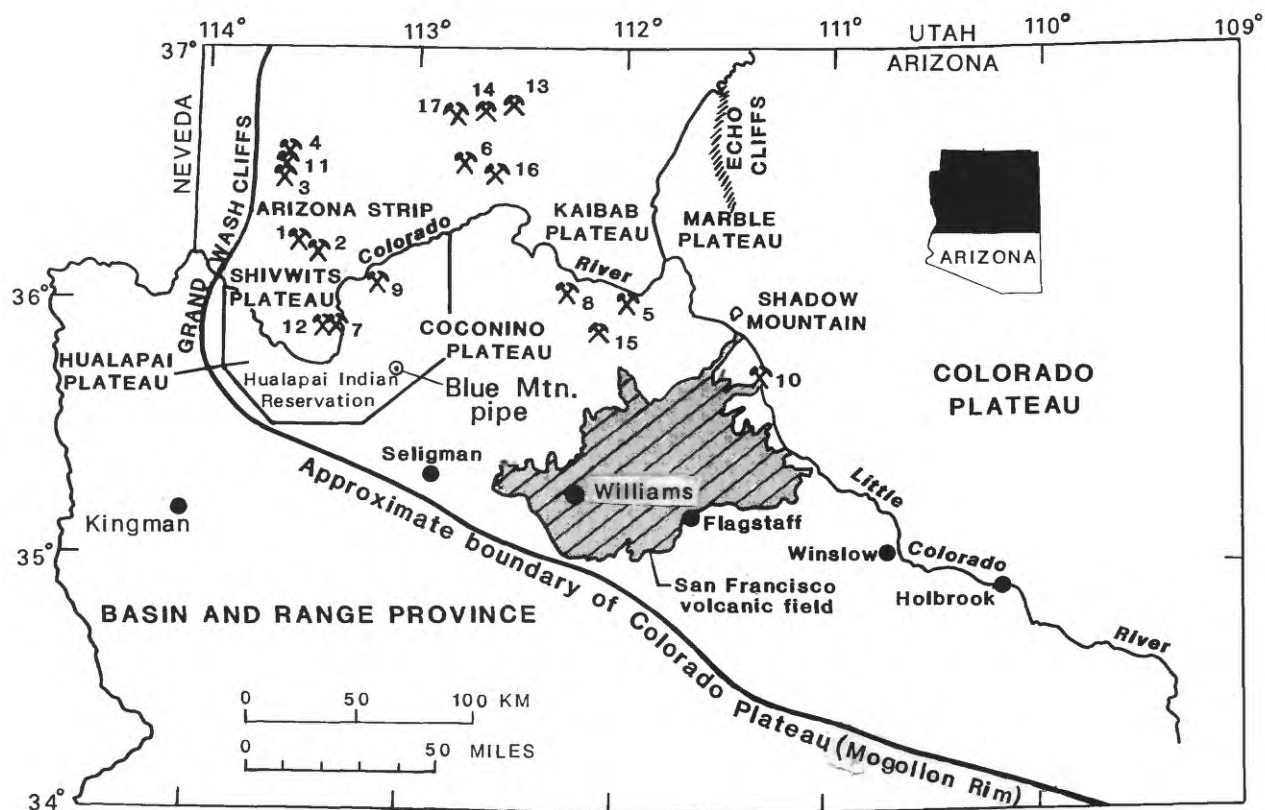 114°
113°
112°
111°
110°
109°
37°
UTAH
ARIZONA
NEVEDA
GRAND WASH CLIFFS
17
14
13
4
11
3
6
16
ECHO
CLIFFS
ARIZONA STRIP
KAIBAB
PLATEAU
MARBLE
PLATEAU
ARIZONA
1
2
Colorado
River
SHIVWITS
PLATEAU
36°
9
8
5
SHADOW
MOUNTAIN
12
7
15
COCONINO
PLATEAU
HUALAPAI
PLATEAU
Hualapai Indian
Reservation
Blue Mtn.
pipe
10
COLORADO
PLATEAU
Seligman
Kingman
Williams
Flagstaff
Little
Colorado
River
Winslow
Holbrook
35°
San Francisco
volcanic field
Approximate boundary of Colorado Plateau (Mogollon Rim)
BASIN AND RANGE PROVINCE
0 50 100 KM
0 50 MILES
34°